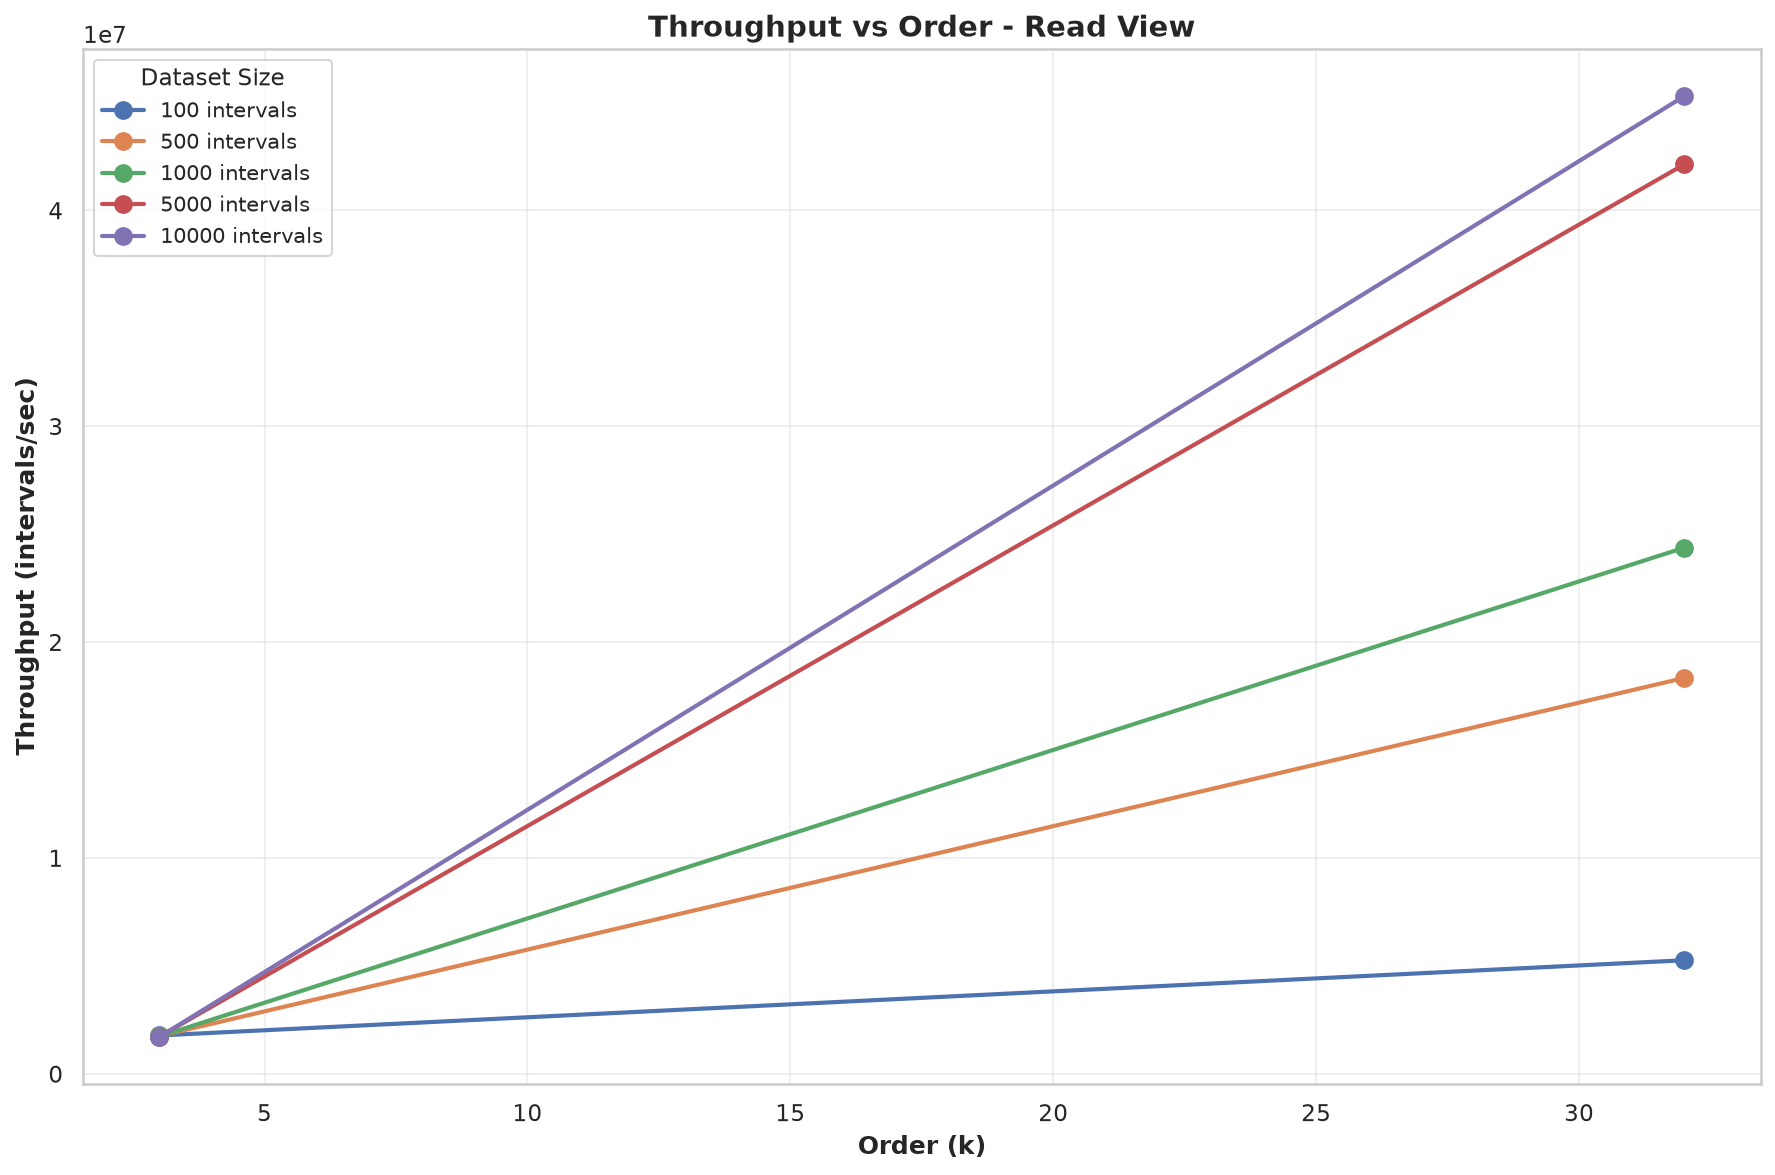 Throughput vs Order - Read View
1e7
Dataset Size
100 intervals
500 intervals
1000 intervals
5000 intervals
10000 intervals
4
3
2
1
0
Throughput (intervals/sec)
5 10 15 20 25 30
Order (k)